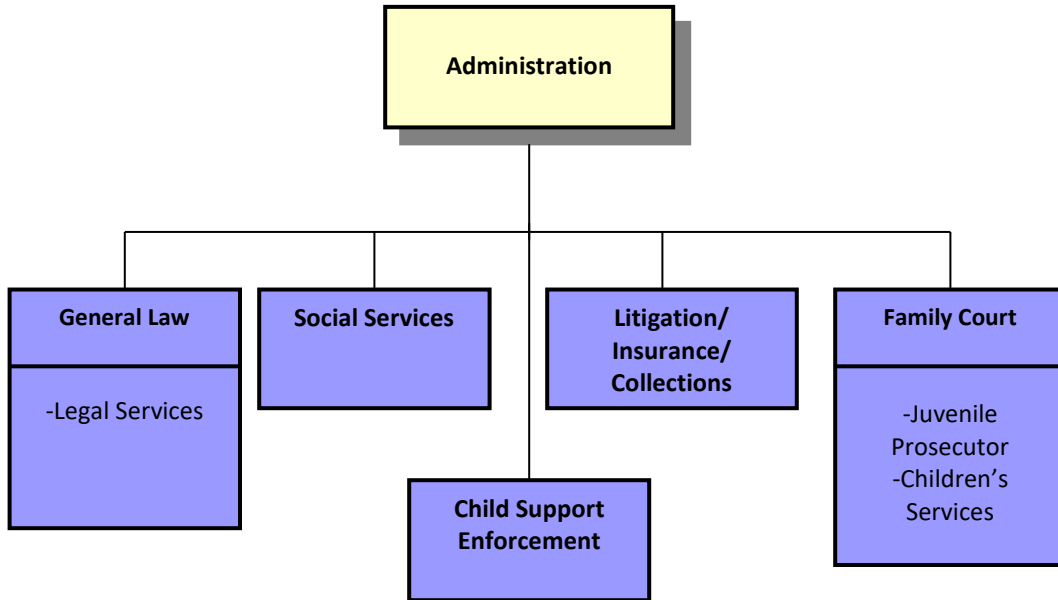 Administration
General Law
-Legal Services
Social Services
Litigation/
Insurance/
Collections
Family Court
-Juvenile
Prosecutor
-Children’s
Services
Child Support
Enforcement